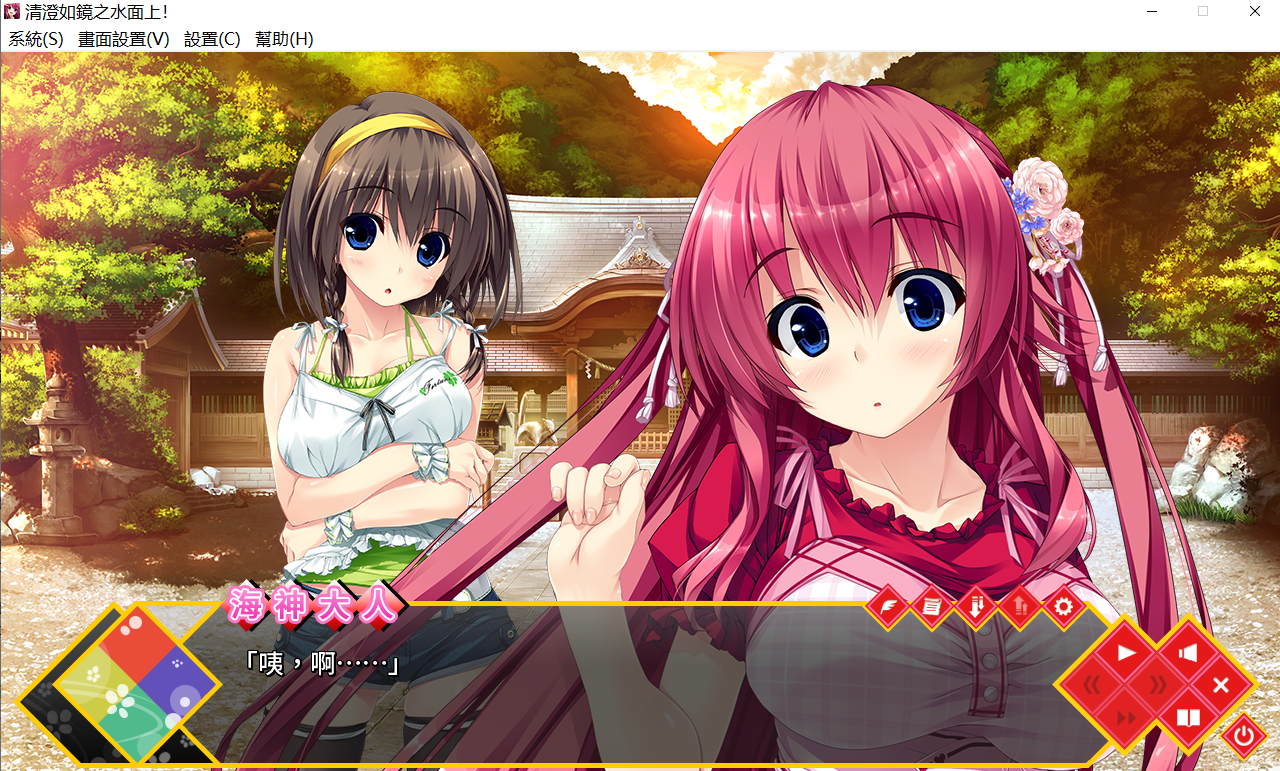 清澄如鏡之水面上!
系統(S) 畫面設置(V) 設置(C) 幫助(H)
Fortune
海神大人
「咦，啊……」